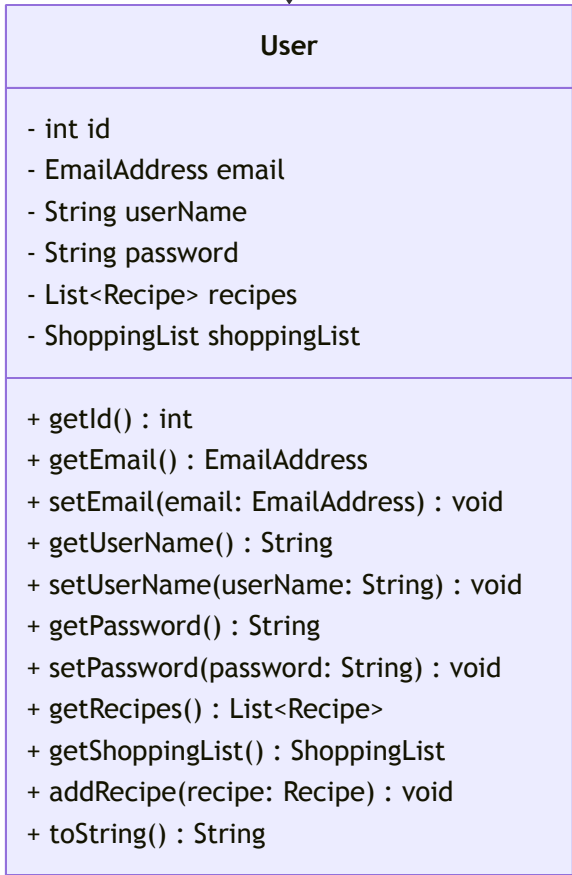 User
- int id
- EmailAddress email
- String userName
- String password
- List<Recipe> recipes
- ShoppingList shoppingList
+ getId() : int
+ getEmail() : EmailAddress
+ setEmail(email: EmailAddress) : void
+ getUserName() : String
+ setUserName(userName: String) : void
+ getPassword() : String
+ setPassword(password: String) : void
+ getRecipes() : List<Recipe>
+ getShoppingList() : ShoppingList
+ addRecipe(recipe: Recipe) : void
+ toString() : String